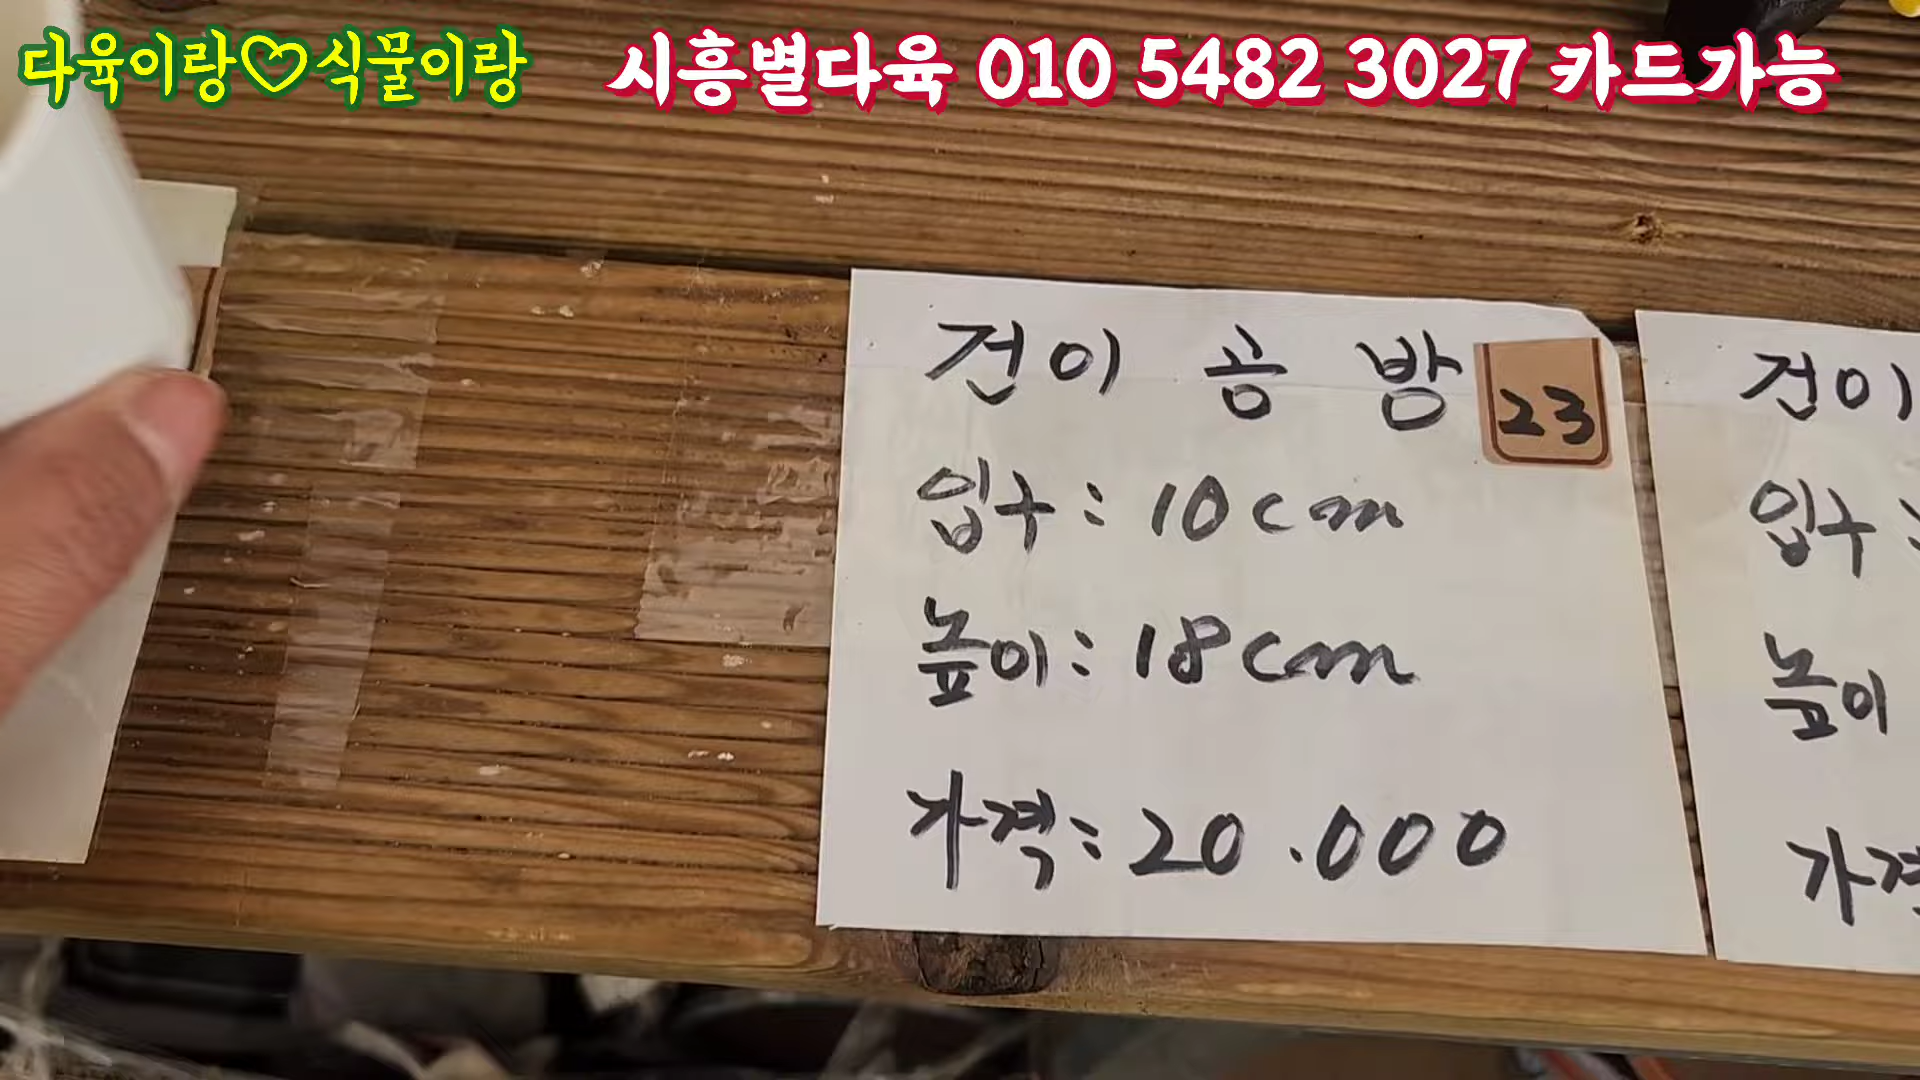 다육이랑♡식물이랑
시흥별다육 010 5482 3027 카드가능
건이 공방
23
입구: 10cm
높이: 18cm
가격: 20.000
건이
입구:
높이
가격